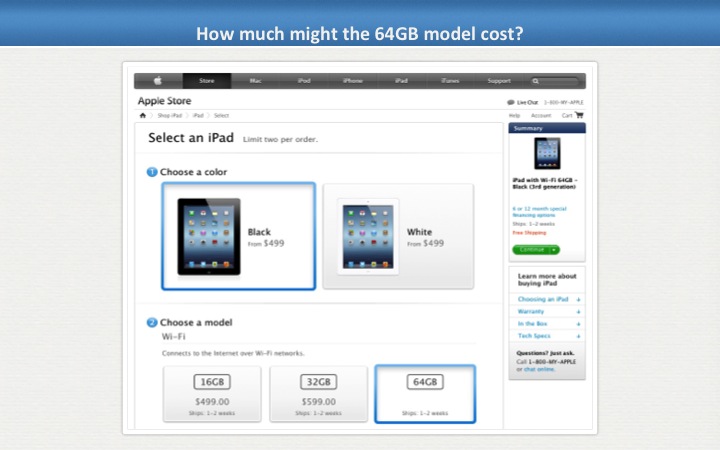 How much might the 64GB model cost?
Store Mac iPod iPhone iPad iTunes Support
Apple Store
Live Chat 1-800-MY-APPLE
Shop iPad iPad Select
Help Account Cart
Select an iPad Limit two per order.
1 Choose a color
Black
From $499
White
From $499
2 Choose a model
Wi-Fi
Connects to the Internet over Wi-Fi networks.
16GB
$499.00
Ships: 1-2 weeks
32GB
$599.00
Ships: 1-2 weeks
64GB
Ships: 1-2 weeks
Summary
iPad with Wi-Fi 64GB -
Black (3rd generation)
6 or 12 month special
financing options
Ships: 1-2 weeks
Free Shipping
Continue
Learn more about
buying iPad
Choosing an iPad +
Warranty +
In the Box +
Tech Specs +
Questions? Just ask.
Call 1-800-MY-APPLE
or chat online.